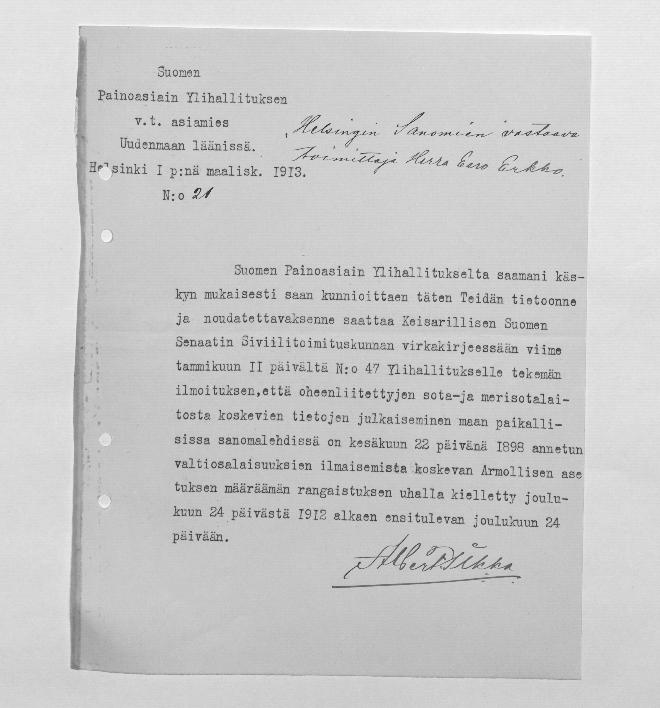 Suomen
Painoasiain Ylihallituksen
v.t. asiamies
Uudenmaan läänissä.
Helsinki I p:nä maalisk. 1913.
N:o 21
„Helsingin Sanomien" vastaava
toimittaja Herra Eero Erkko.
Suomen Painoasiain Ylihallitukselta saamani käs-
kyn mukaisesti saan kunnioittaen täten Teidän tietoonne
ja noudatettavaksenne saattaa Keisarillisen Suomen
Senaatin Siviilitoimituskunnan virkakirjeessään viime
tammikuun II päivältä N:o 47 Ylihallitukselle tekemän
ilmoituksen,että oheenliitettyjen sota-ja merisotalai-
tosta koskevien tietojen julkaiseminen maan paikalli-
sissa sanomalehdissä on kesäkuun 22 päivänä 1898 annetun
valtiosalaisuuksien ilmaisemista koskevan Armollisen ase
tuksen määräämän rangaistuksen uhalla kielletty joulu-
kuun 24 päivästä 1912 alkaen ensitulevan joulukuun 24
päivään.
Albert